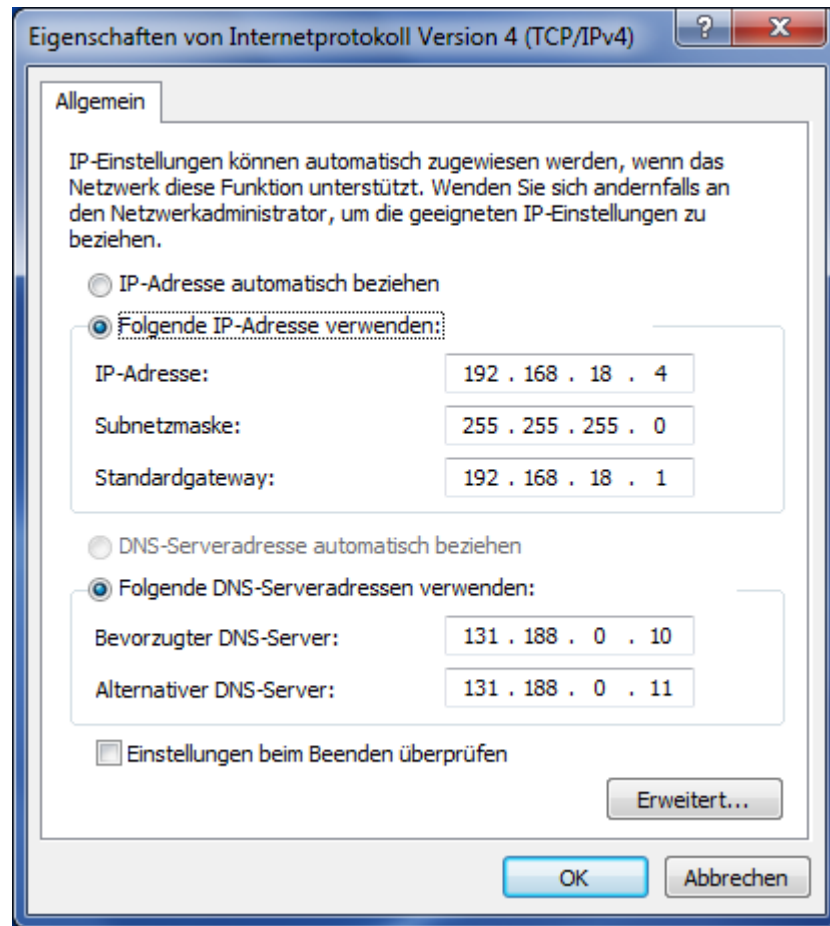 Eigenschaften von Internetprotokoll Version 4 (TCP/IPv4)
?
X
Allgemein
IP-Einstellungen können automatisch zugewiesen werden, wenn das
Netzwerk diese Funktion unterstützt. Wenden Sie sich andernfalls an
den Netzwerkadministrator, um die geeigneten IP-Einstellungen zu
beziehen.
IP-Adresse automatisch beziehen
Folgende IP-Adresse verwenden:
IP-Adresse: 192 . 168 . 18 . 4
Subnetzmaske: 255 . 255 . 255 . 0
Standardgateway: 192 . 168 . 18 . 1
DNS-Serveradresse automatisch beziehen
Folgende DNS-Serveradressen verwenden:
Bevorzugter DNS-Server: 131 . 188 . 0 . 10
Alternativer DNS-Server: 131 . 188 . 0 . 11
Einstellungen beim Beenden überprüfen
Erweitert...
OK Abbrechen